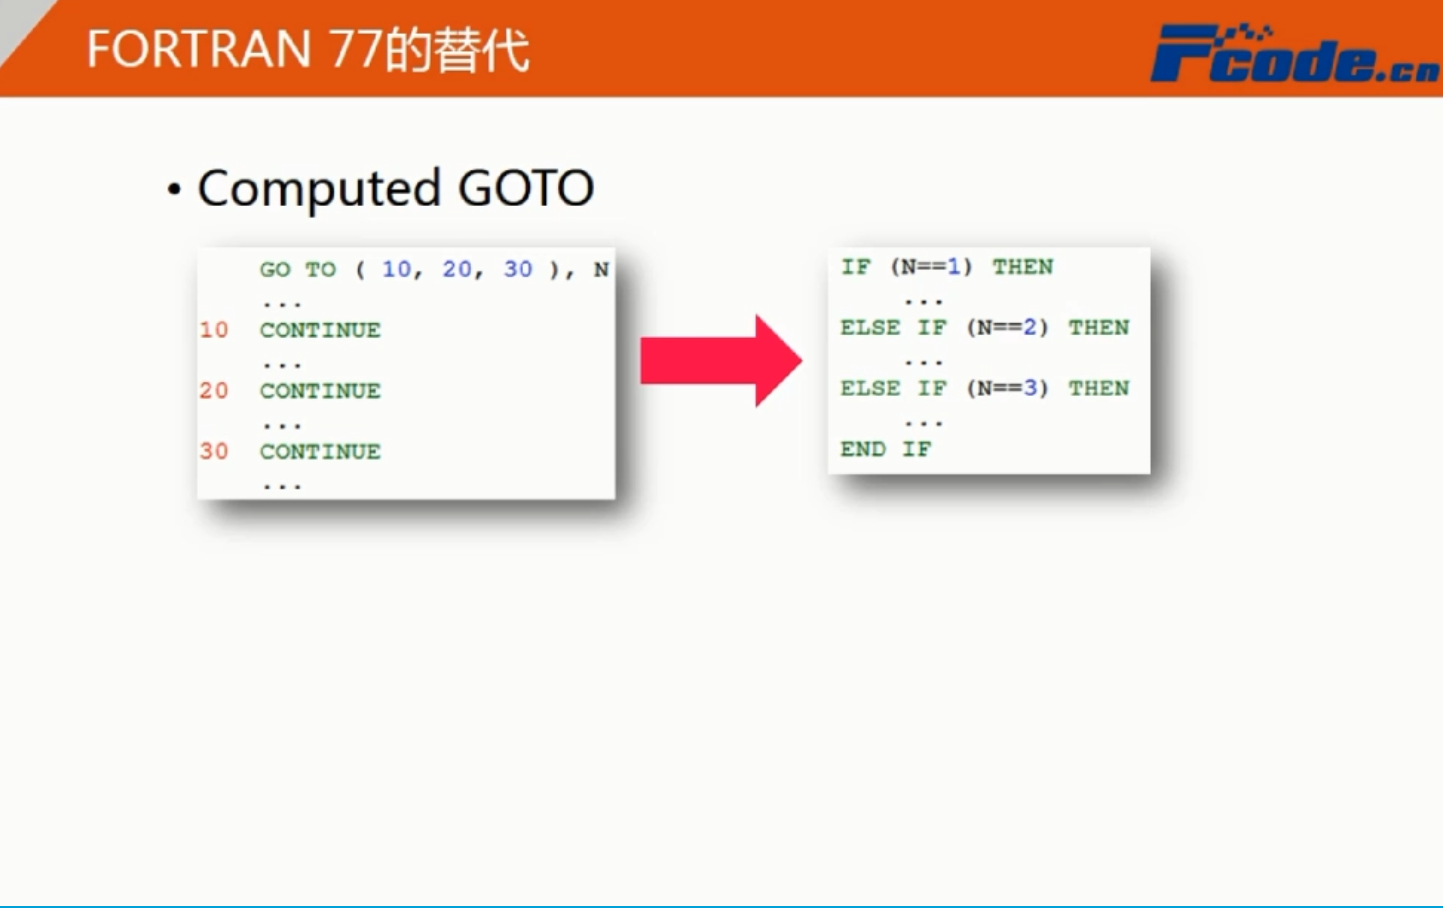 FORTRAN 77的替代
Fcode.cn
• Computed GOTO
GO TO ( 10, 20, 30 ), N
...
10 CONTINUE
...
20 CONTINUE
...
30 CONTINUE
...
IF (N==1) THEN
...
ELSE IF (N==2) THEN
...
ELSE IF (N==3) THEN
...
END IF